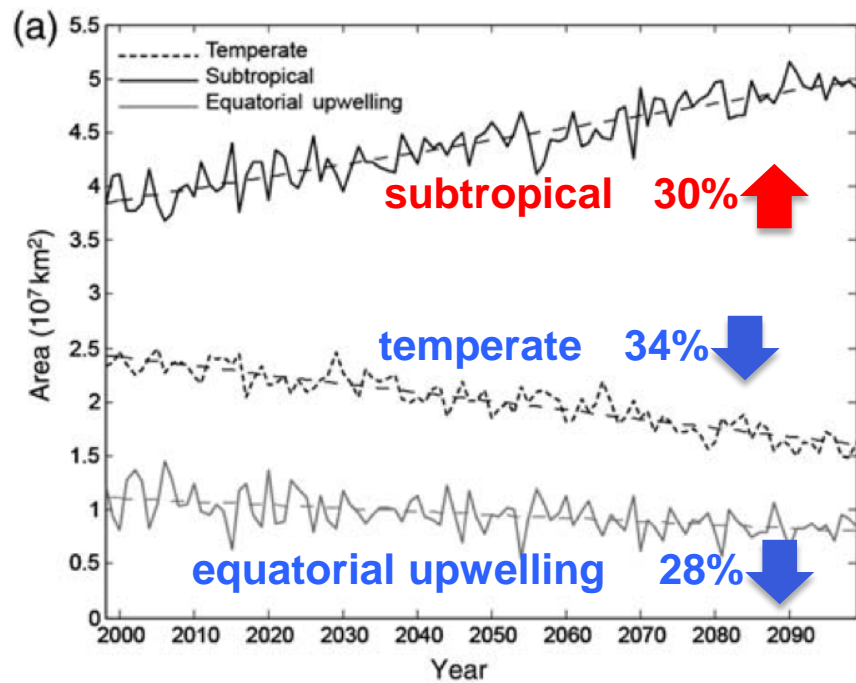 (a)
Temperate
Subtropical
Equatorial upwelling
5.5
5
4.5
4
3.5
3
2.5
2
1.5
1
0.5
0
Area (10⁷ km²)
subtropical 30%
temperate 34%
equatorial upwelling 28%
2000 2010 2020 2030 2040 2050 2060 2070 2080 2090
Year